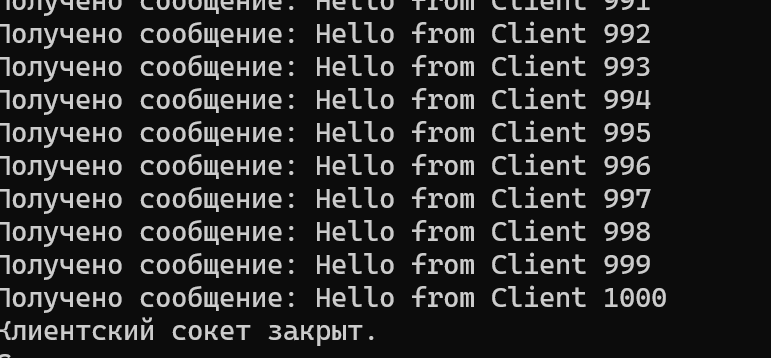 Получено сообщение: Hello from Client 991
Получено сообщение: Hello from Client 992
Получено сообщение: Hello from Client 993
Получено сообщение: Hello from Client 994
Получено сообщение: Hello from Client 995
Получено сообщение: Hello from Client 996
Получено сообщение: Hello from Client 997
Получено сообщение: Hello from Client 998
Получено сообщение: Hello from Client 999
Получено сообщение: Hello from Client 1000
Клиентский сокет закрыт.